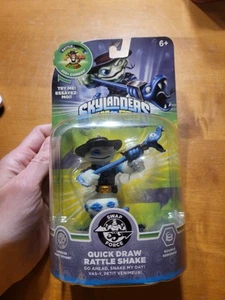 6+
TRY ME!
ESSAYEZ-
MOI!
SKYLANDERS
SWAP
FORCE
QUICK DRAW
RATTLE SHAKE
GO AHEAD, SNAKE MY DAY!
VAS-Y, PETIT VENIMEUX!